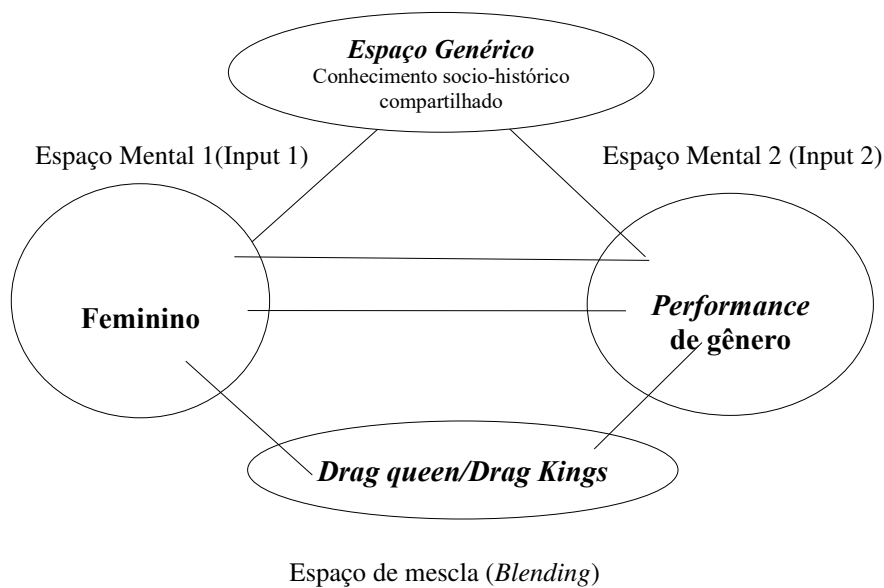 Espaço Genérico
Conhecimento socio-histórico
compartilhado
Espaço Mental 1(Input 1)
Espaço Mental 2 (Input 2)
Feminino
Performance
de gênero
Drag queen/Drag Kings
Espaço de mescla (Blending)